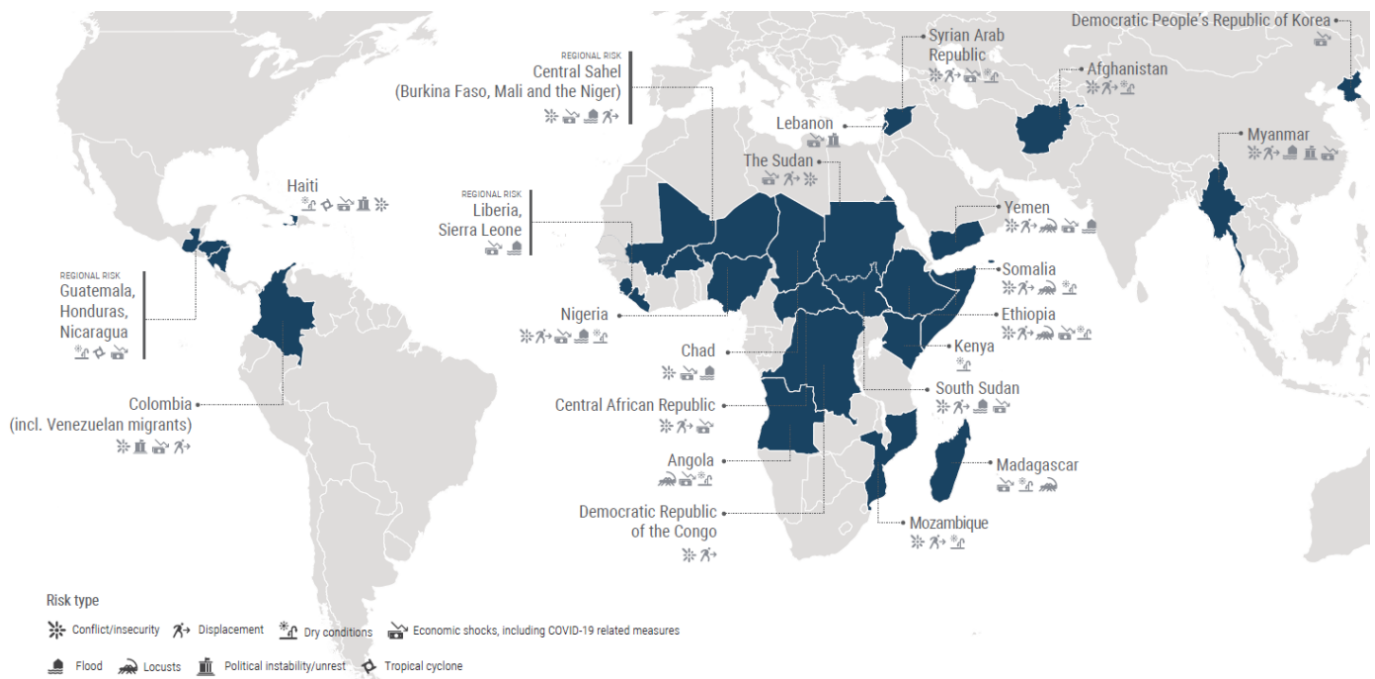 Democratic People's Republic of Korea
Syrian Arab
Republic
Afghanistan
REGIONAL RISK
Central Sahel
(Burkina Faso, Mali and the Niger)
Lebanon
Myanmar
The Sudan
Haiti
REGIONAL RISK
Liberia,
Sierra Leone
Yemen
Somalia
REGIONAL RISK
Guatemala,
Honduras,
Nicaragua
Nigeria
Ethiopia
Kenya
Chad
South Sudan
Colombia
(incl. Venezuelan migrants)
Central African Republic
Angola
Madagascar
Democratic Republic
of the Congo
Mozambique
Risk type
Conflict/insecurity
Displacement
Dry conditions
Economic shocks, including COVID-19 related measures
Flood
Locusts
Political instability/unrest
Tropical cyclone